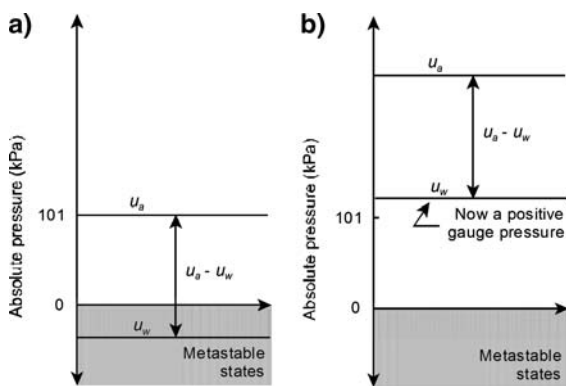 a)
Absolute pressure (kPa)
101
0
u_a
u_a - u_w
u_w
Metastable
states
b)
Absolute pressure (kPa)
101
0
u_a
u_a - u_w
u_w
Now a positive
gauge pressure
Metastable
states